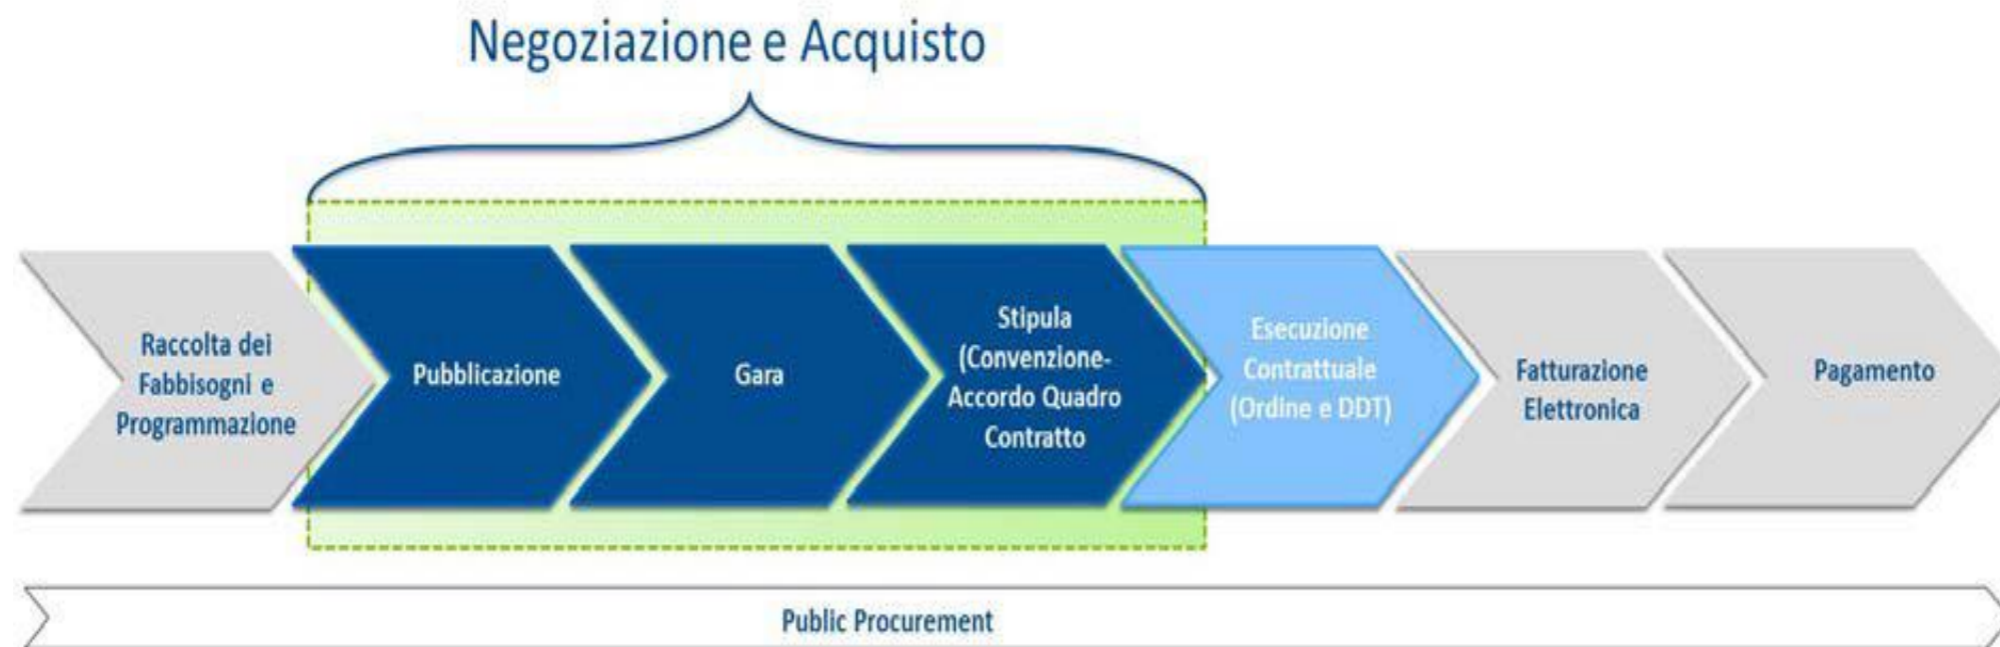 Negoziazione e Acquisto
Raccolta dei
Fabbisogni e
Programmazione
Pubblicazione
Gara
Stipula
(Convenzione-
Accordo Quadro
Contratto
Esecuzione
Contrattuale
(Ordine e DDT)
Fatturazione
Elettronica
Pagamento
Public Procurement